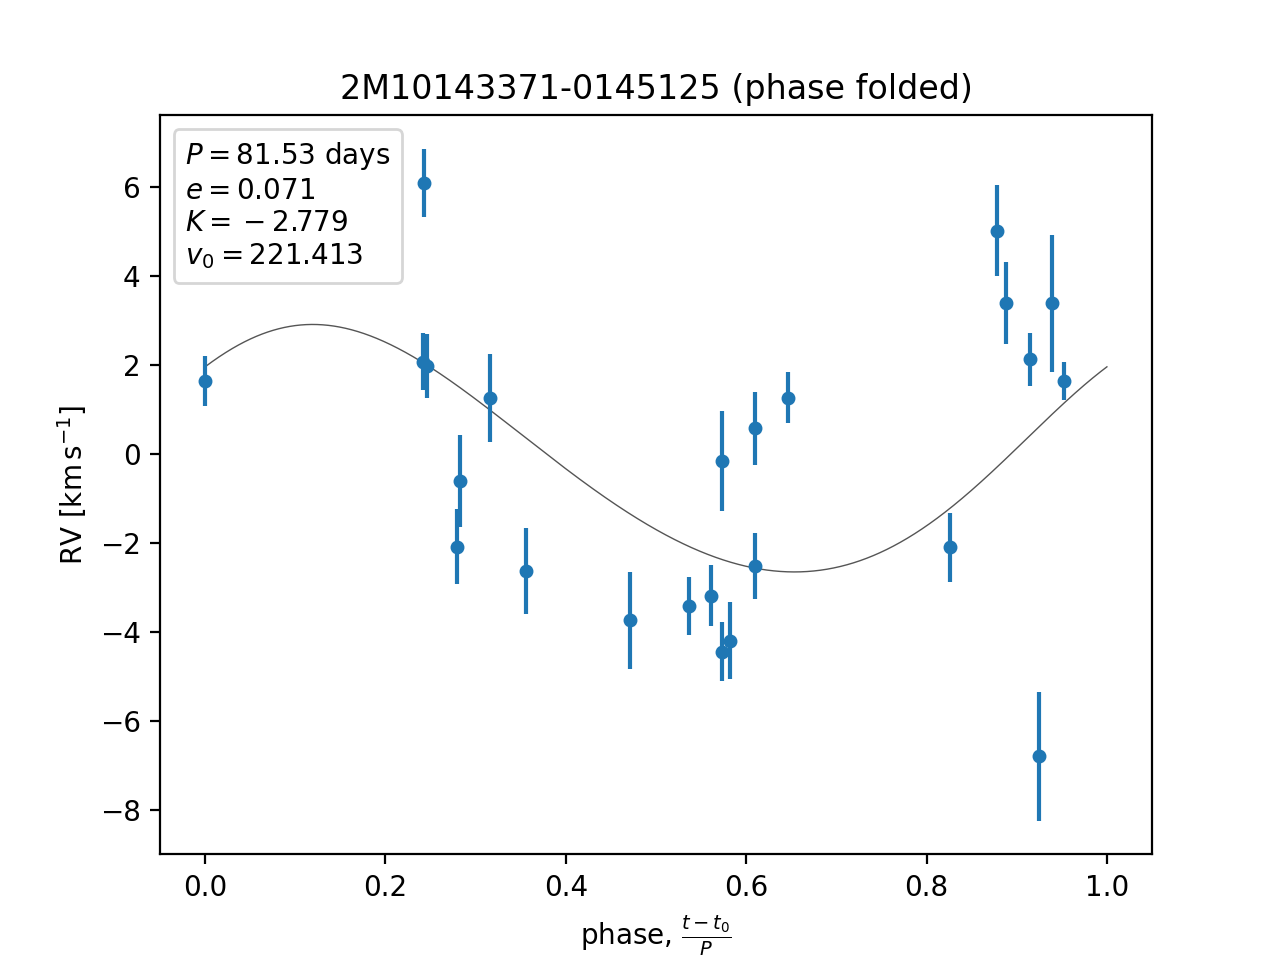 2M10143371-0145125 (phase folded)
P = 81.53 days
e = 0.071
K = −2.779
v₀ = 221.413
6
4
2
0
−2
−4
−6
−8
RV [km s⁻¹]
0.0 0.2 0.4 0.6 0.8 1.0
phase, (t − t₀)/P